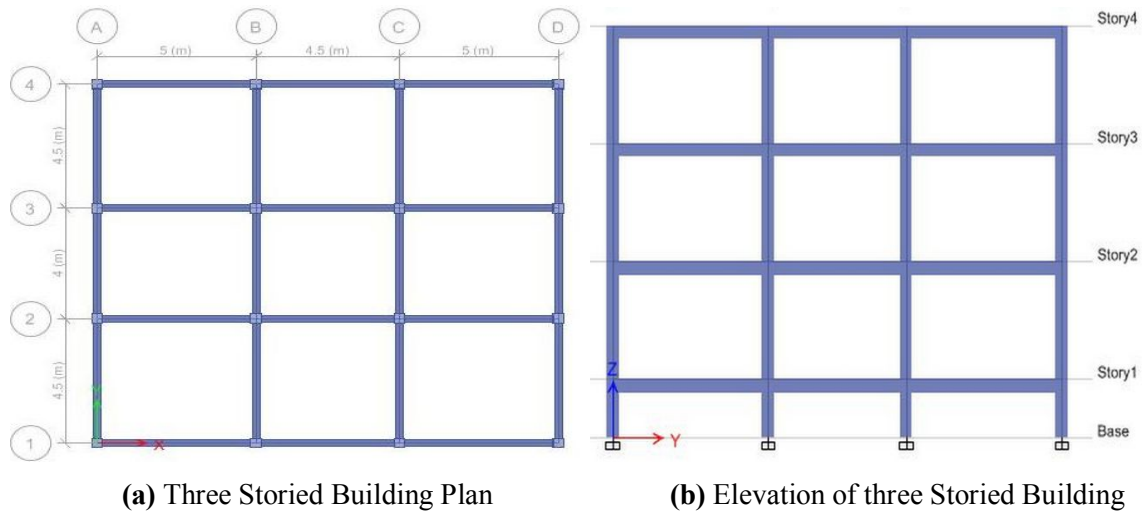 A B C D
5 (m) 4.5 (m) 5 (m)
4
4.5 (m)
3
4 (m)
2
4.5 (m)
1
Y
X
Story4
Story3
Story2
Story1
Base
Z
Y
(a) Three Storied Building Plan
(b) Elevation of three Storied Building